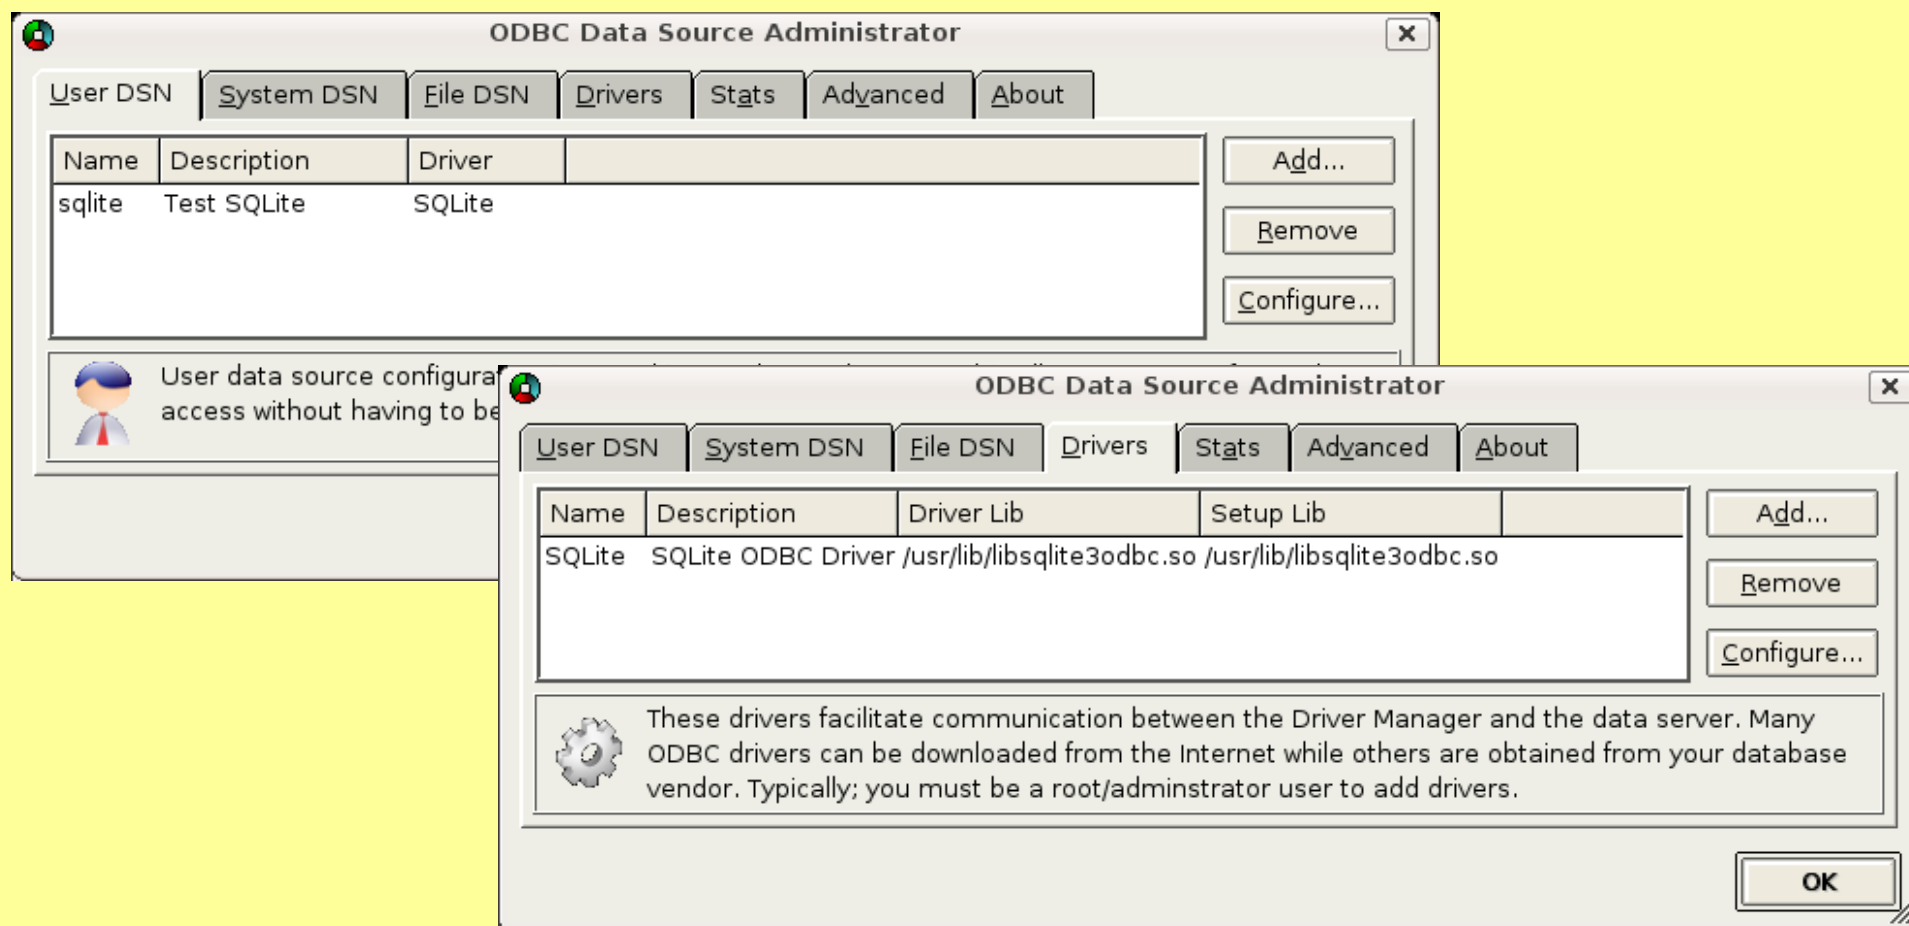 ODBC Data Source Administrator
User DSN System DSN File DSN Drivers Stats Advanced About
Name Description Driver
sqlite Test SQLite SQLite
Add...
Remove
Configure...
User data source configura
access without having to be
ODBC Data Source Administrator
User DSN System DSN File DSN Drivers Stats Advanced About
Name Description Driver Lib Setup Lib
SQLite SQLite ODBC Driver /usr/lib/libsqlite3odbc.so /usr/lib/libsqlite3odbc.so
Add...
Remove
Configure...
These drivers facilitate communication between the Driver Manager and the data server. Many
ODBC drivers can be downloaded from the Internet while others are obtained from your database
vendor. Typically; you must be a root/adminstrator user to add drivers.
OK